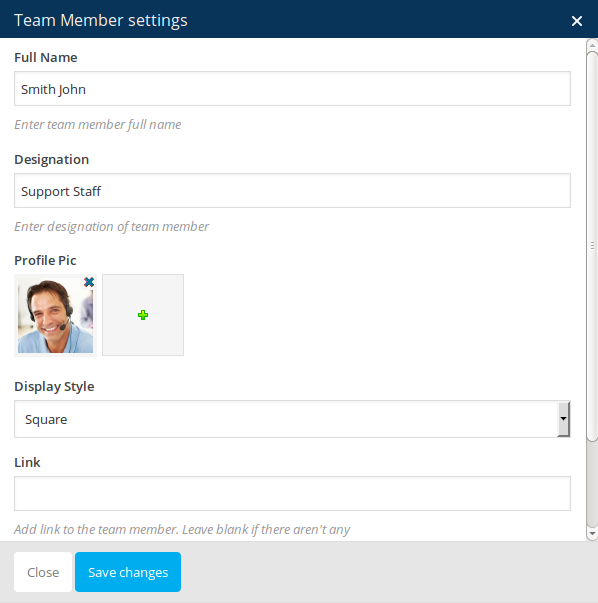 Team Member settings
Full Name
Smith John
Enter team member full name
Designation
Support Staff
Enter designation of team member
Profile Pic
Display Style
Square
Link
Add link to the team member. Leave blank if there aren't any
Close
Save changes